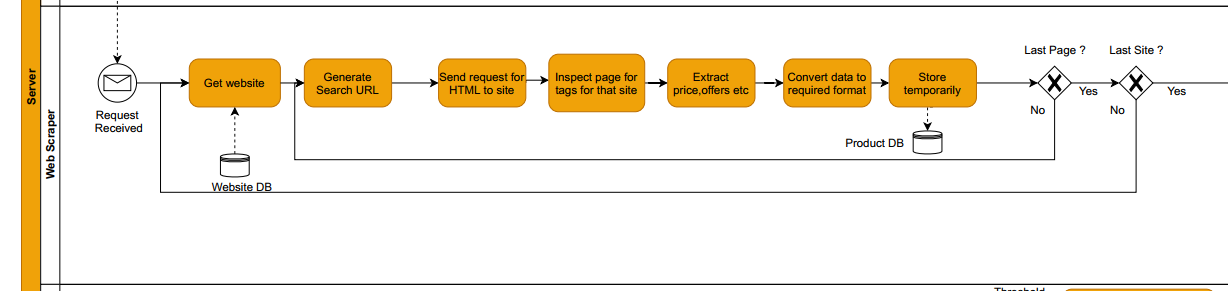 Server
Web Scraper
Request
Received
Get website
Website DB
Generate
Search URL
Send request for
HTML to site
Inspect page for
tags for that site
Extract
price,offers etc
Convert data to
required format
Store
temporarily
Product DB
Last Page ?
No
Yes
Last Site ?
No
Yes
Threshold